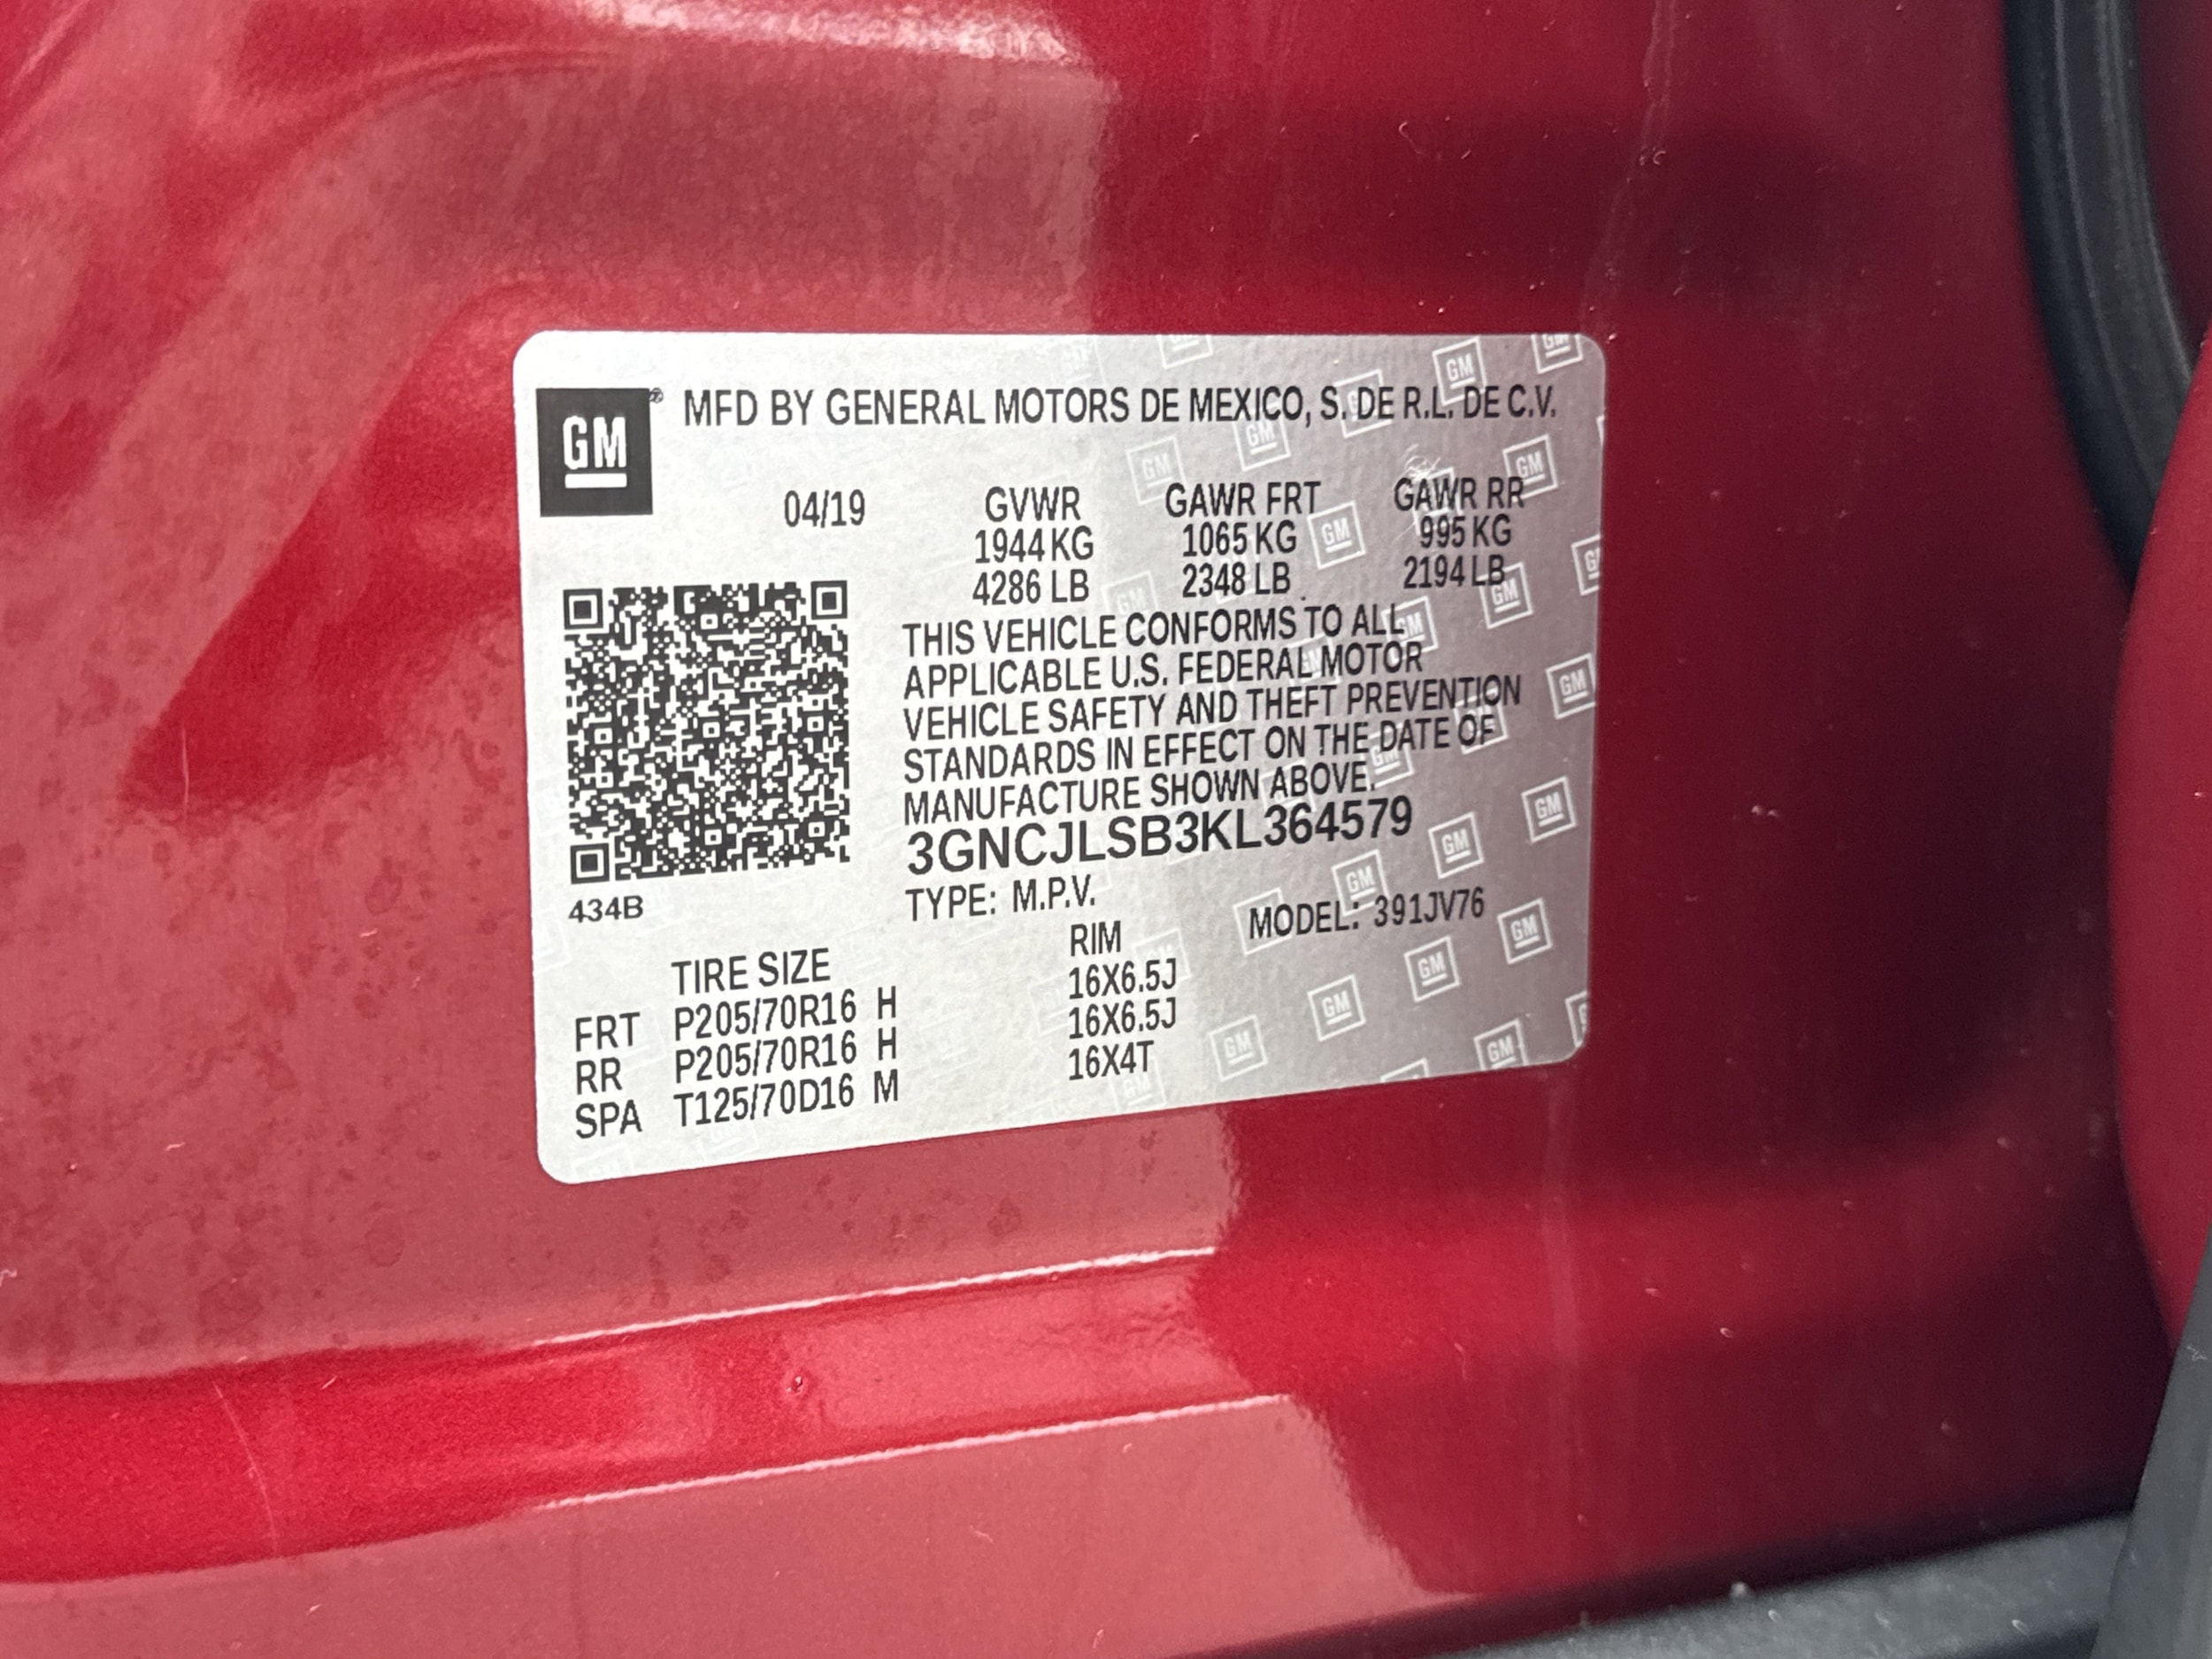 GM® MFD BY GENERAL MOTORS DE MEXICO, S. DE R.L. DE C.V.
04/19 GVWR GAWR FRT GAWR RR
1944 KG 1065 KG 995 KG
4286 LB 2348 LB 2194 LB
THIS VEHICLE CONFORMS TO ALL
APPLICABLE U.S. FEDERAL MOTOR
VEHICLE SAFETY AND THEFT PREVENTION
STANDARDS IN EFFECT ON THE DATE OF
MANUFACTURE SHOWN ABOVE.
3GNCJLSB3KL364579
434B TYPE: M.P.V. MODEL: 391JV76
TIRE SIZE RIM
FRT P205/70R16 H 16X6.5J
RR P205/70R16 H 16X6.5J
SPA T125/70D16 M 16X4T